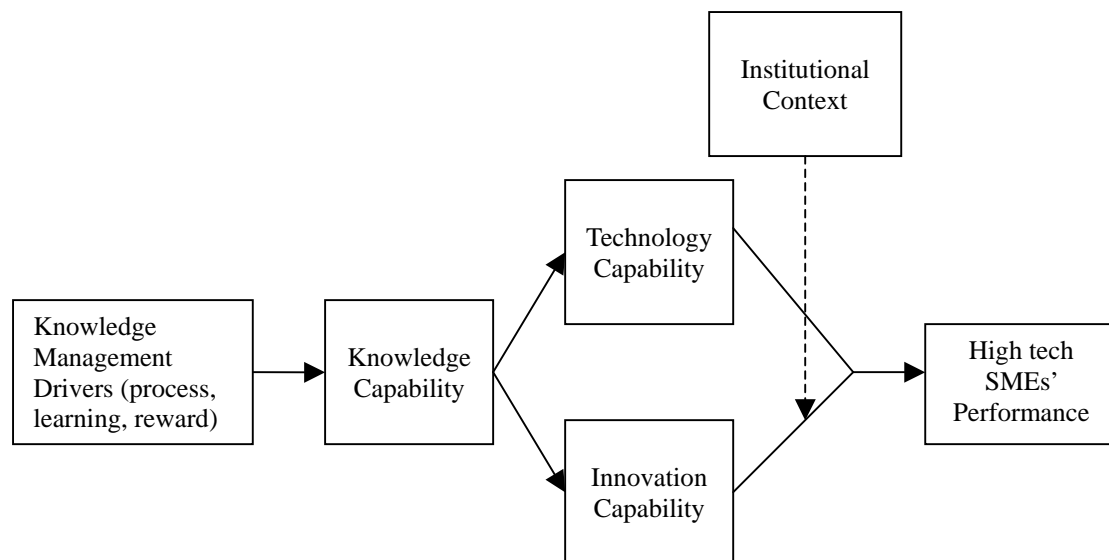 Institutional
Context
Technology
Capability
Knowledge
Management
Drivers (process,
learning, reward)
Knowledge
Capability
High tech
SMEs’
Performance
Innovation
Capability